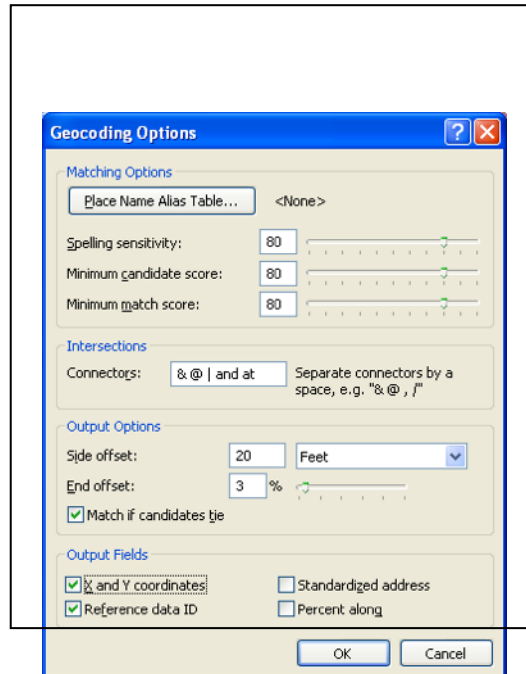 Geocoding Options
Matching Options
Place Name Alias Table... <None>
Spelling sensitivity: 80
Minimum candidate score: 80
Minimum match score: 80
Intersections
Connectors: & @ | and at Separate connectors by a
space, e.g. "& @ , /"
Output Options
Side offset: 20 Feet
End offset: 3 %
Match if candidates tie
Output Fields
X and Y coordinates Standardized address
Reference data ID Percent along
OK Cancel